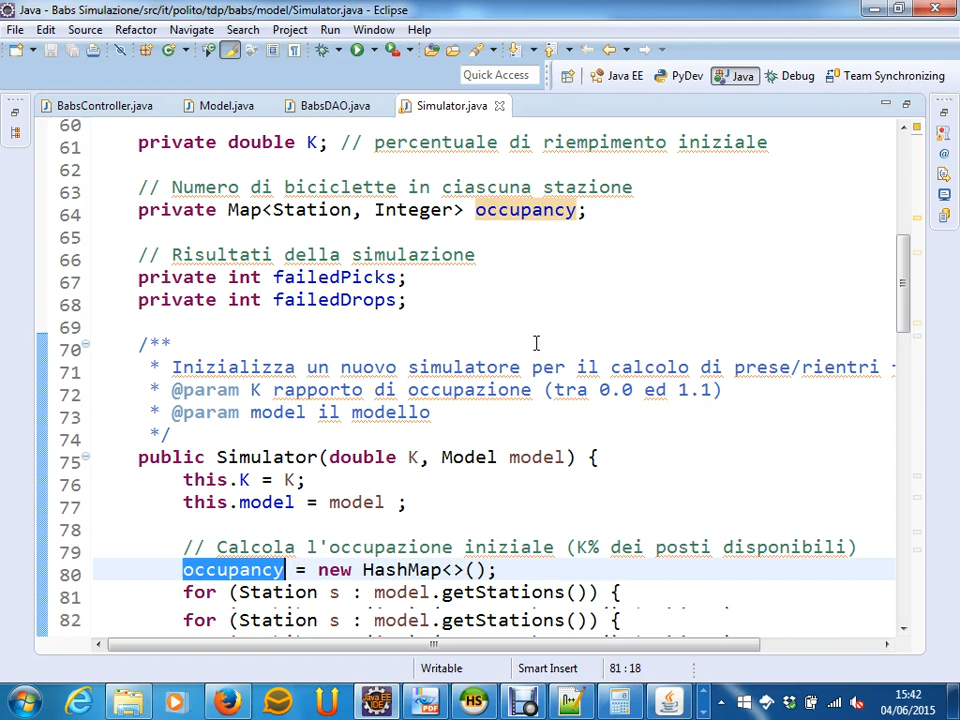 Java - Babs Simulazione/src/it/polito/tdp/babs/model/Simulator.java - Eclipse
File Edit Source Refactor Navigate Search Project Run Window Help
Quick Access Java EE PyDev Java Debug Team Synchronizing
BabsController.java Model.java BabsDAO.java Simulator.java
60
61 private double K; // percentuale di riempimento iniziale
62
63 // Numero di biciclette in ciascuna stazione
64 private Map<Station, Integer> occupancy;
65
66 // Risultati della simulazione
67 private int failedPicks;
68 private int failedDrops;
69
70 /**
71 * Inizializza un nuovo simulatore per il calcolo di prese/rientri
72 * @param K rapporto di occupazione (tra 0.0 ed 1.1)
73 * @param model il modello
74 */
75 public Simulator(double K, Model model) {
76 this.K = K;
77 this.model = model ;
78
79 // Calcola l'occupazione iniziale (K% dei posti disponibili)
80 occupancy = new HashMap<>();
81 for (Station s : model.getStations()) {
82 for (Station s : model.getStations()) {
Writable Smart Insert 81 : 18
15:42
04/06/2015